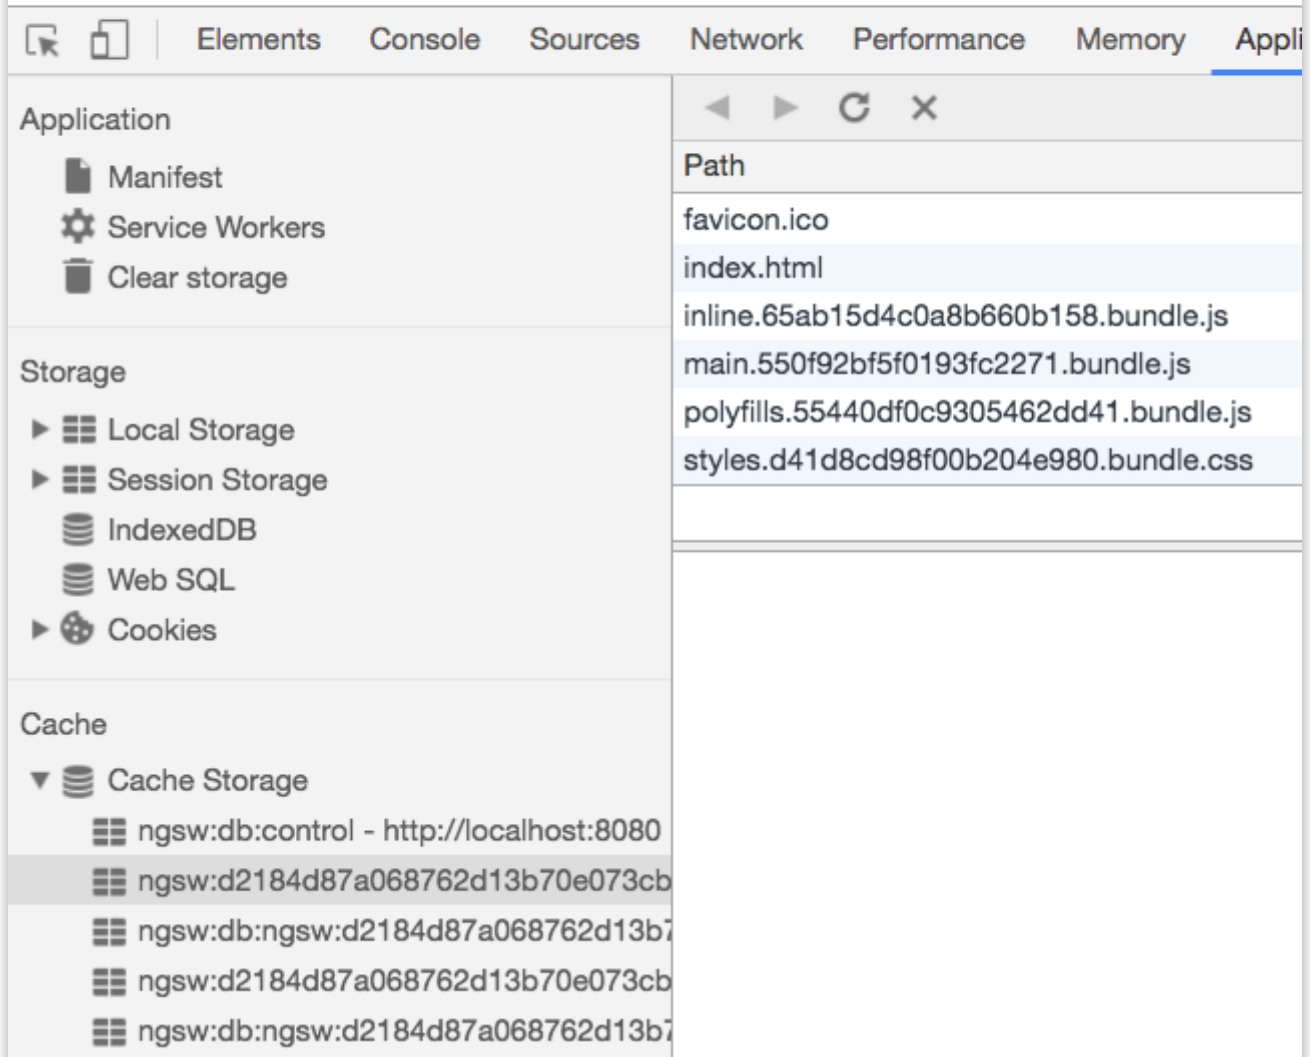 Elements Console Sources Network Performance Memory Appli
Application
Manifest
Service Workers
Clear storage
Storage
Local Storage
Session Storage
IndexedDB
Web SQL
Cookies
Cache
Cache Storage
ngsw:db:control - http://localhost:8080
ngsw:d2184d87a068762d13b70e073cb
ngsw:db:ngsw:d2184d87a068762d13b7
ngsw:d2184d87a068762d13b70e073cb
ngsw:db:ngsw:d2184d87a068762d13b7
Path
favicon.ico
index.html
inline.65ab15d4c0a8b660b158.bundle.js
main.550f92bf5f0193fc2271.bundle.js
polyfills.55440df0c9305462dd41.bundle.js
styles.d41d8cd98f00b204e980.bundle.css